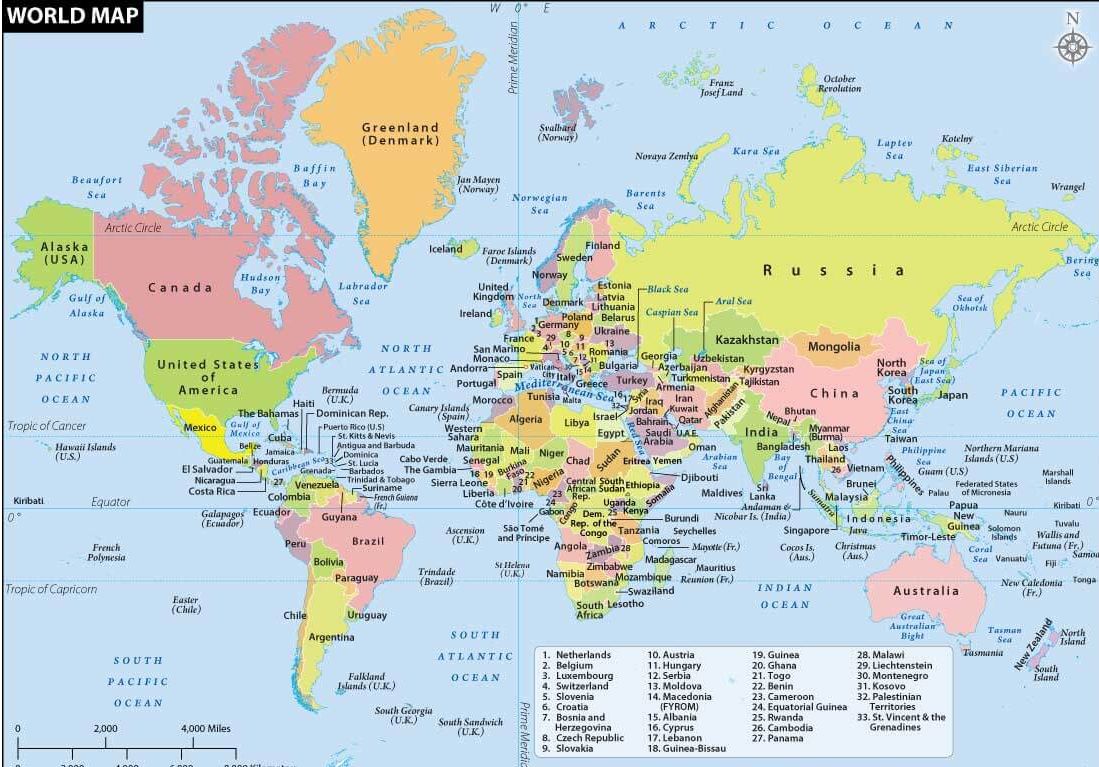 WORLD MAP
W 0° E
Prime Meridian
ARCTIC OCEAN
N
Greenland
(Denmark)
Svalbard
(Norway)
Franz
Josef Land
October
Revolution
Novaya Zemlya
Kara Sea
Laptev
Sea
Kotelny
East Siberian
Sea
Wrangel
Beaufort
Sea
Baffin
Bay
Jan Mayen
(Norway)
Norwegian
Sea
Barents
Sea
Arctic Circle
Arctic Circle
Alaska
(USA)
Canada
Hudson
Bay
Labrador
Sea
Gulf of
Alaska
Iceland
Faroe Islands
(Denmark)
Finland
Sweden
Norway
Russia
Bering
Sea
Sea of
Okhotsk
United
Kingdom
North
Sea
Ireland
Denmark
Estonia
Latvia
Lithuania
Belarus
Poland
Germany
Ukraine
France
San Marino
Monaco
Andorra
Vatican
City
Italy
Spain
Portugal
Romania
Bulgaria
Greece
Malta
Mediterranean Sea
Black Sea
Caspian Sea
Aral Sea
Georgia
Azerbaijan
Armenia
Turkey
Kazakhstan
Uzbekistan
Turkmenistan
Kyrgyzstan
Tajikistan
Mongolia
China
North
Korea
South
Korea
Sea of
Japan
(East Sea)
Japan
East
China
Sea
Taiwan
NORTH
PACIFIC
OCEAN
NORTH
ATLANTIC
OCEAN
PACIFIC
OCEAN
United States
of
America
Bermuda
(U.K.)
Tropic of Cancer
Hawaii Islands
(U.S.)
Mexico
Gulf of
Mexico
The Bahamas
Haiti
Dominican Rep.
Puerto Rico (U.S)
St. Kitts & Nevis
Antigua and Barbuda
Dominica
St. Lucia
Barbados
Trinidad & Tobago
Suriname
French Guiana
(Fr.)
Cuba
Jamaica
Belize
Guatemala
Honduras
El Salvador
Nicaragua
Costa Rica
Caribbean Sea
33
Grenada
27
Venezuela
Colombia
Guyana
Ecuador
Galapagos
(Ecuador)
Peru
Brazil
Bolivia
Paraguay
Chile
Uruguay
Argentina
Kiribati
Equator
0°
French
Polynesia
Tropic of Capricorn
Easter
(Chile)
SOUTH
PACIFIC
OCEAN
SOUTH
ATLANTIC
OCEAN
Falkland
Islands (U.K.)
South Georgia
(U.K.)
South Sandwich
(U.K.)
Trindade
(Brazil)
Ascension
(U.K.)
St Helena
(U.K.)
Canary Islands
(Spain)
Morocco
Western
Sahara
Algeria
Tunisia
Libya
Egypt
Mauritania
Mali
Niger
Chad
Sudan
Cabo Verde
Senegal
The Gambia
Sierra Leone
Liberia
Côte d'Ivoire
Burkina
Faso
Nigeria
Central
African
Rep.
South
Sudan
Eritrea
Ethiopia
Djibouti
Somalia
Uganda
Kenya
Gabon
Congo
Dem.
Rep. of the
Congo
São Tomé
and Príncipe
Burundi
Tanzania
Seychelles
Comoros
Mayotte (Fr.)
Angola
Zambia
Zimbabwe
Mozambique
Madagascar
Mauritius
Reunion (Fr.)
Namibia
Botswana
Swaziland
Lesotho
South
Africa
Israel
Syria
Jordan
Iraq
Iran
Kuwait
Bahrain
Qatar
Saudi
Arabia
U.A.E.
Oman
Yemen
Red Sea
Arabian
Sea
Afghanistan
Pakistan
India
Nepal
Bhutan
Bangladesh
Bay
of
Bengal
Myanmar
(Burma)
Laos
Thailand
Vietnam
Maldives
Sri
Lanka
Andaman &
Nicobar Is. (India)
Philippines
Philippine
Sea
Guam (U.S)
Northern Mariana
Islands (U.S)
Marshall
Islands
Palau
Federated States
of Micronesia
Brunei
Malaysia
Sumatra
Singapore
Java
Indonesia
Timor-Leste
Papua
New
Guinea
Nauru
Kiribati
Solomon
Islands
Tuvalu
Wallis and
Futuna (Fr.)
Samoa
Cocos Is.
(Aus.)
Christmas
(Aus.)
Coral
Sea
Vanuatu
Fiji
Tonga
New Caledonia
(Fr.)
INDIAN
OCEAN
Australia
Great
Australian
Bight
Tasman
Sea
Tasmania
New Zealand
North
Island
South
Island
1. Netherlands
2. Belgium
3. Luxembourg
4. Switzerland
5. Slovenia
6. Croatia
7. Bosnia and
Herzegovina
8. Czech Republic
9. Slovakia
10. Austria
11. Hungary
12. Serbia
13. Moldova
14. Macedonia
(FYROM)
15. Albania
16. Cyprus
17. Lebanon
18. Guinea-Bissau
19. Guinea
20. Ghana
21. Togo
22. Benin
23. Cameroon
24. Equatorial Guinea
25. Rwanda
26. Cambodia
27. Panama
28. Malawi
29. Liechtenstein
30. Montenegro
31. Kosovo
32. Palestinian
Territories
33. St. Vincent & the
Grenadines
0 2,000 4,000 Miles
Prime Meridian